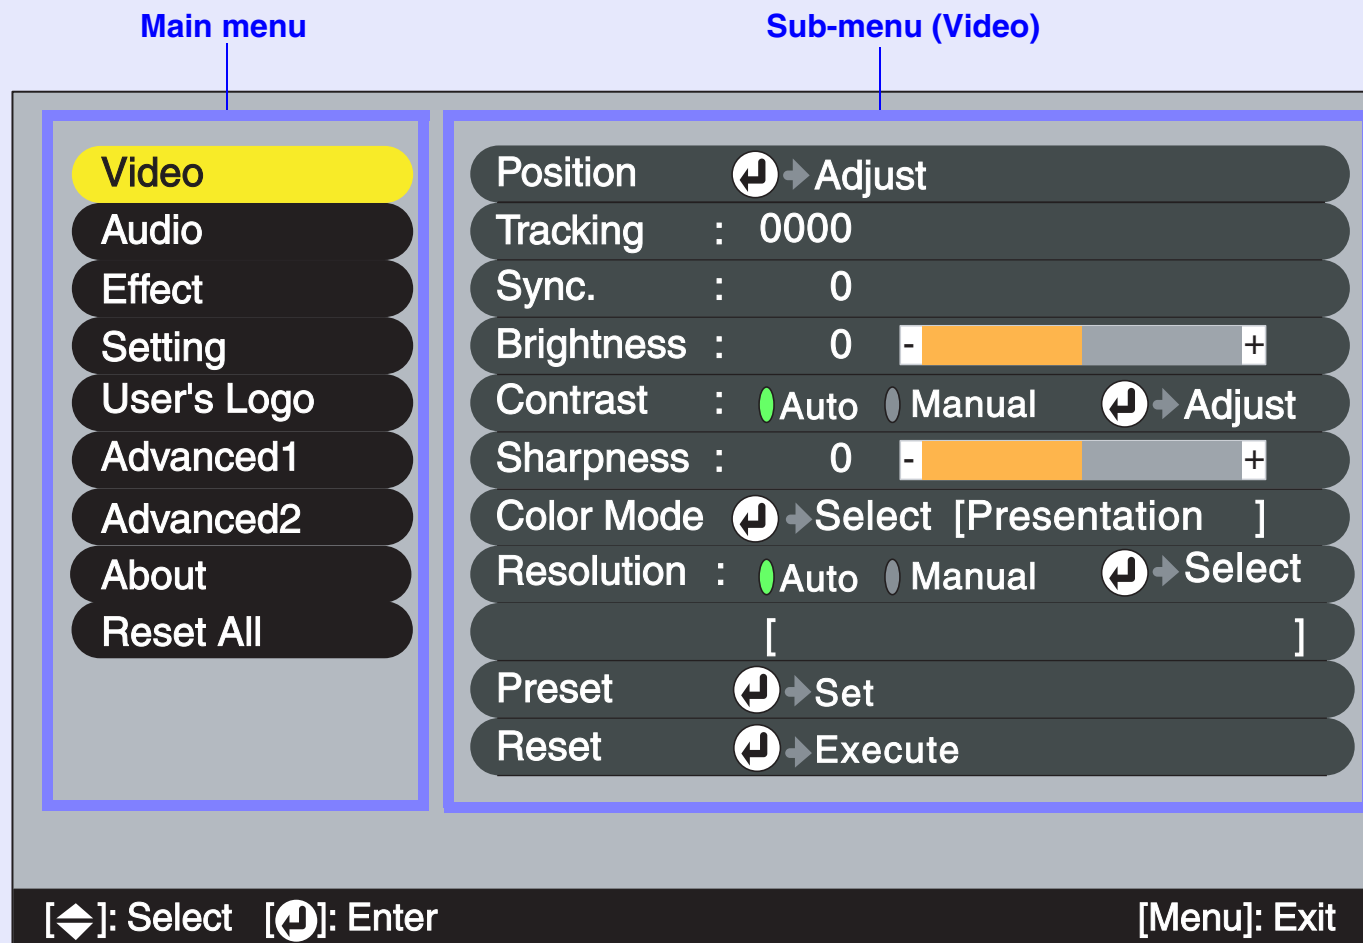 Main menu
Sub-menu (Video)
Video
Audio
Effect
Setting
User's Logo
Advanced1
Advanced2
About
Reset All
Position Adjust
Tracking : 0000
Sync. : 0
Brightness : 0 - +
Contrast : Auto Manual Adjust
Sharpness : 0 - +
Color Mode Select [Presentation ]
Resolution : Auto Manual Select
[ ]
Preset Set
Reset Execute
[ ]: Select [ ]: Enter [Menu]: Exit